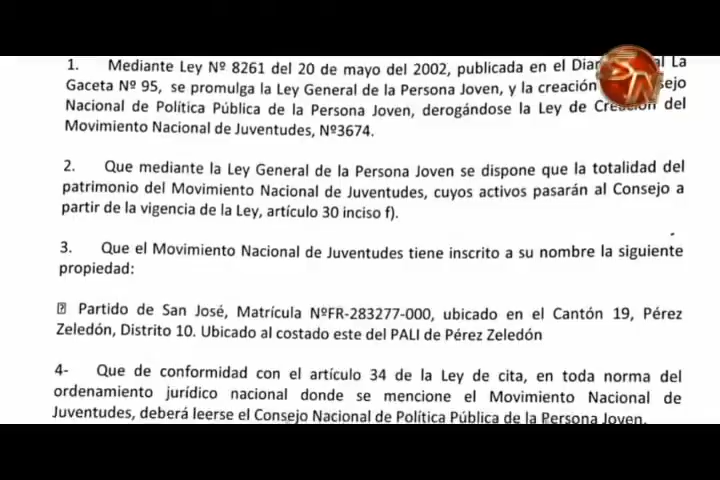 1. Mediante Ley Nº 8261 del 20 de mayo del 2002, publicada en el La
Gaceta Nº 95, se promulga la Ley General de la Persona Joven, y la creación
Nacional de Política Pública de la Persona Joven, derogándose la Ley de Creación del
Movimiento Nacional de Juventudes, Nº3674.
2. Que mediante la Ley General de la Persona Joven se dispone que la totalidad del
patrimonio del Movimiento Nacional de Juventudes, cuyos activos pasarán al Consejo a
partir de la vigencia de la Ley, artículo 30 inciso f).
3. Que el Movimiento Nacional de Juventudes tiene inscrito a su nombre la siguiente
propiedad:
Partido de San José, Matrícula NºFR-283277-000, ubicado en el Cantón 19, Pérez
Zeledón, Distrito 10. Ubicado al costado este del PALI de Pérez Zeledón
4- Que de conformidad con el artículo 34 de la Ley de cita, en toda norma del
ordenamiento jurídico nacional donde se mencione el Movimiento Nacional de
Juventudes, deberá leerse el Consejo Nacional de Política Pública de la Persona Joven.